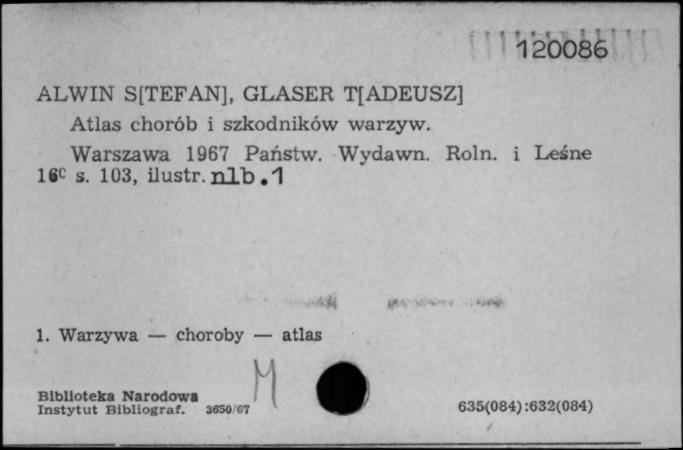 120086
ALWIN S[TEFAN], GLASER T[ADEUSZ]
Atlas chorób i szkodników warzyw.
Warszawa 1967 Państw. Wydawn. Roln. i Leśne
16c s. 103, ilustr. nlb.1
1. Warzywa — choroby — atlas
M
Biblioteka Narodowa
Instytut Bibliograf. 3650/67
635(084):632(084)